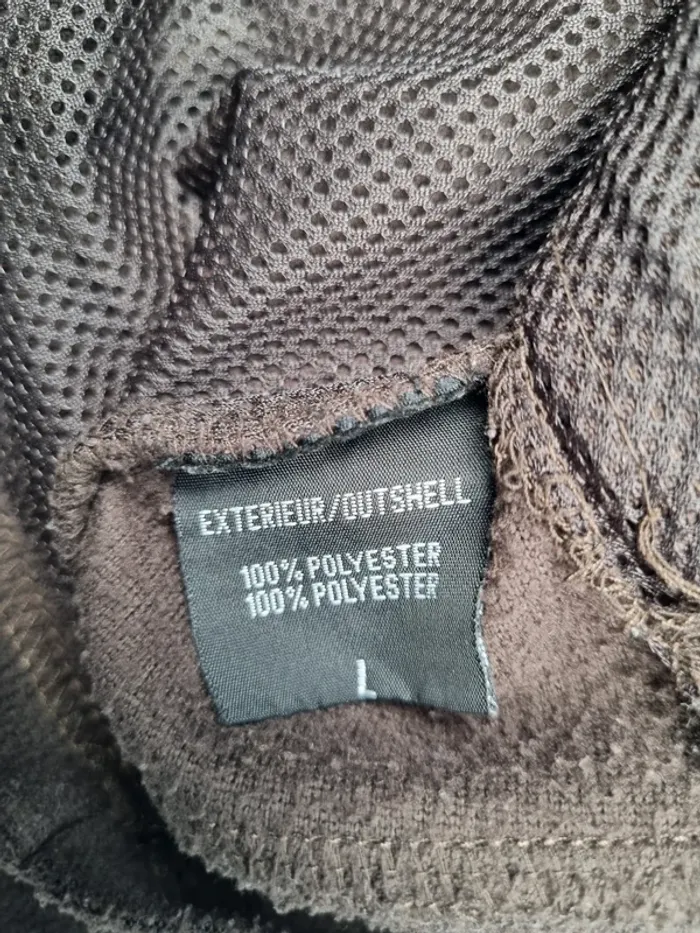 EXTERIEUR/OUTSHELL
100% POLYESTER
100% POLYESTER
L